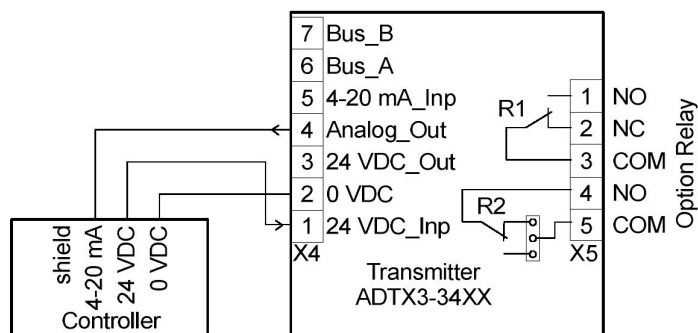 7 Bus_B
6 Bus_A
5 4-20 mA_Inp
4 Analog_Out
3 24 VDC_Out
2 0 VDC
1 24 VDC_Inp
X4
R1
1 NO
2 NC
3 COM
R2
4 NO
5 COM
X5
Option Relay
Transmitter
ADTX3-34XX
shield
4-20 mA
24 VDC
0 VDC
Controller